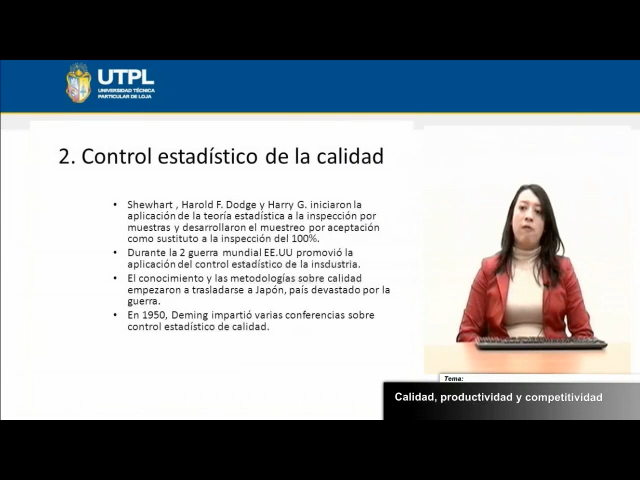 UTPL
UNIVERSIDAD TÉCNICA
PARTICULAR DE LOJA
2. Control estadístico de la calidad
• Shewhart , Harold F. Dodge y Harry G. iniciaron la
aplicación de la teoría estadística a la inspección por
muestras y desarrollaron el muestreo por aceptación
como sustituto a la inspección del 100%.
• Durante la 2 guerra mundial EE.UU promovió la
aplicación del control estadístico de la insdustria.
• El conocimiento y las metodologías sobre calidad
empezaron a trasladarse a Japón, país devastado por la
guerra.
• En 1950, Deming impartió varias conferencias sobre
control estadístico de calidad.
Tema:
Calidad, productividad y competitividad